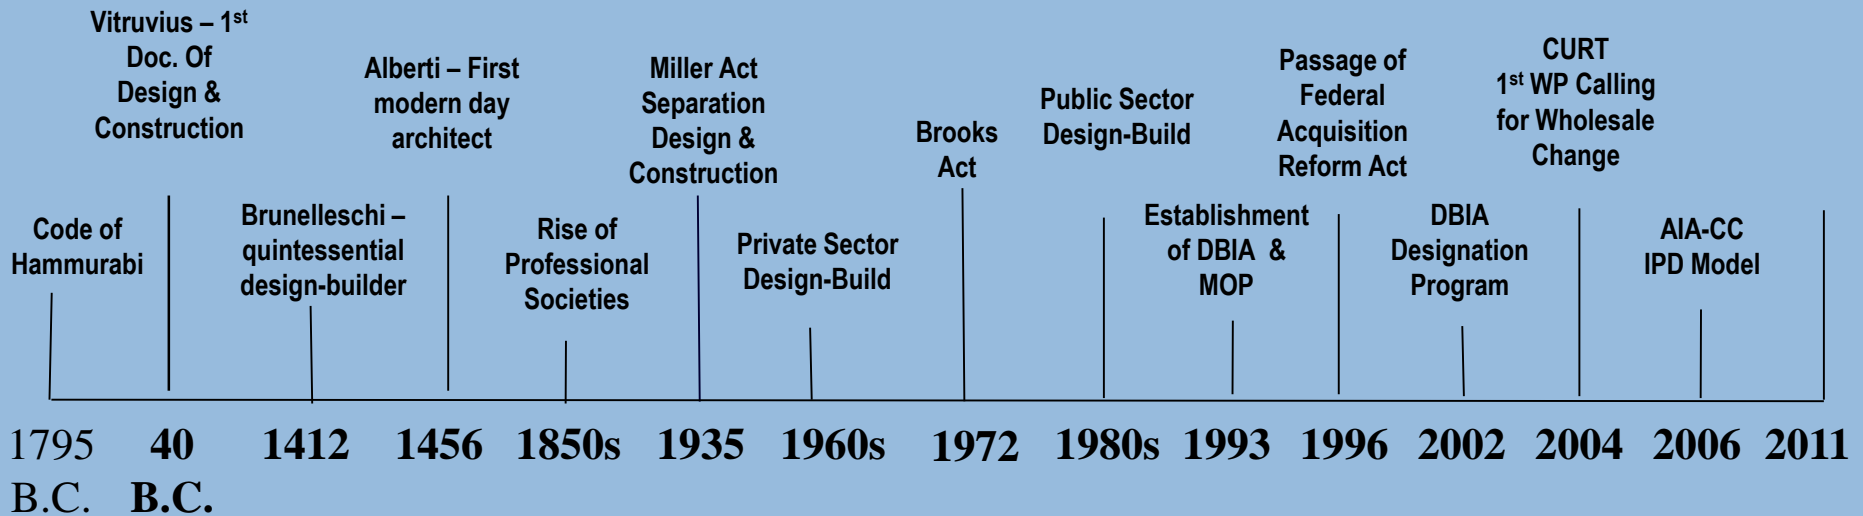 Vitruvius – 1st
Doc. Of
Design &
Construction
Alberti – First
modern day
architect
Miller Act
Separation
Design &
Construction
Brooks
Act
Public Sector
Design-Build
Passage of
Federal
Acquisition
Reform Act
CURT
1st WP Calling
for Wholesale
Change
Code of
Hammurabi
Brunelleschi –
quintessential
design-builder
Rise of
Professional
Societies
Private Sector
Design-Build
Establishment
of DBIA &
MOP
DBIA
Designation
Program
AIA-CC
IPD Model
1795
B.C.
40
B.C.
1412
1456
1850s
1935
1960s
1972
1980s
1993
1996
2002
2004
2006
2011